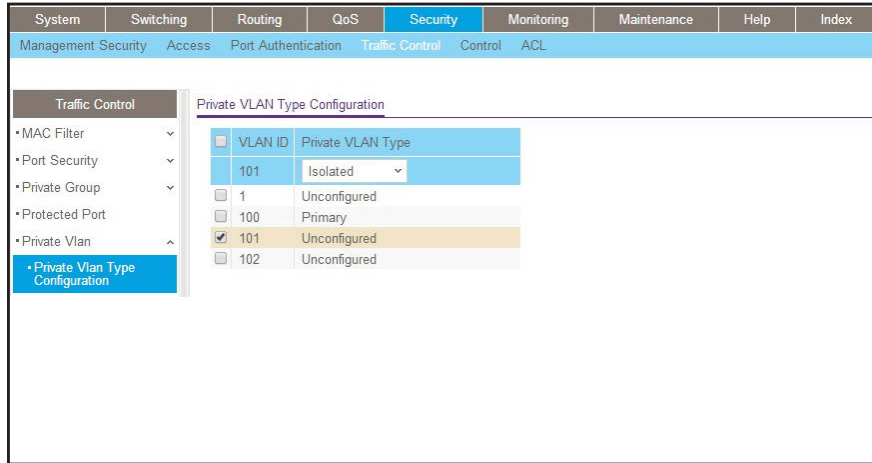 System Switching Routing QoS Security Monitoring Maintenance Help Index
Management Security Access Port Authentication Traffic Control Control ACL
Traffic Control
• MAC Filter
• Port Security
• Private Group
• Protected Port
• Private Vlan
• Private Vlan Type
Configuration
Private VLAN Type Configuration
VLAN ID Private VLAN Type
101 Isolated
1 Unconfigured
100 Primary
101 Unconfigured
102 Unconfigured